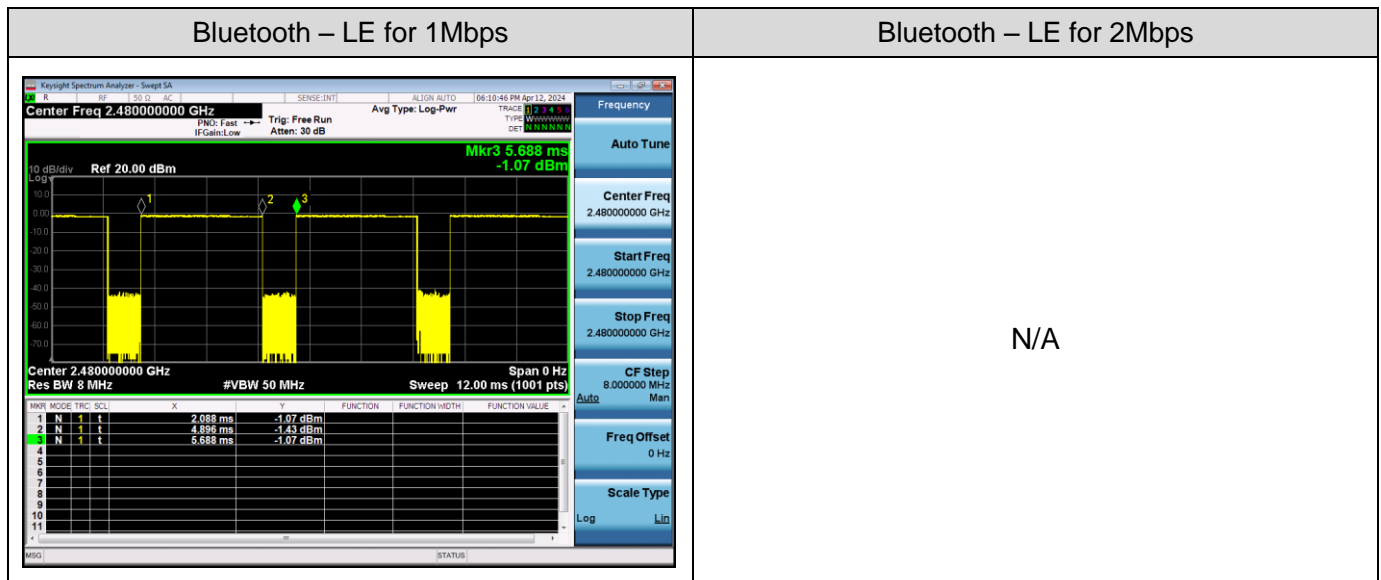 Bluetooth – LE for 1Mbps
Bluetooth – LE for 2Mbps
Keysight Spectrum Analyzer - Swept SA
LXI R RF 50 Ω AC SENSE:INT ALIGN AUTO 06:10:46 PM Apr 12, 2024
Center Freq 2.480000000 GHz
PNO: Fast
IFGain:Low
Trig: Free Run
Atten: 30 dB
Avg Type: Log-Pwr
TRACE 1 2 3 4 5 6
TYPE WWWWWW
DET N N N N N N
Mkr3 5.688 ms
-1.07 dBm
10 dB/div Ref 20.00 dBm
Log
10.0
0.00
-10.0
-20.0
-30.0
-40.0
-50.0
-60.0
-70.0
1
2
3
Center 2.480000000 GHz Span 0 Hz
Res BW 8 MHz #VBW 50 MHz Sweep 12.00 ms (1001 pts)
MKR MODE TRC SCL X Y FUNCTION FUNCTION WIDTH FUNCTION VALUE
1 N 1 t 2.088 ms -1.07 dBm
2 N 1 t 4.896 ms -1.43 dBm
3 N 1 t 5.688 ms -1.07 dBm
4
5
6
7
8
9
10
11
MSG STATUS
Frequency
Auto Tune
Center Freq
2.480000000 GHz
Start Freq
2.480000000 GHz
Stop Freq
2.480000000 GHz
CF Step
8.000000 MHz
Auto Man
Freq Offset
0 Hz
Scale Type
Log Lin
N/A